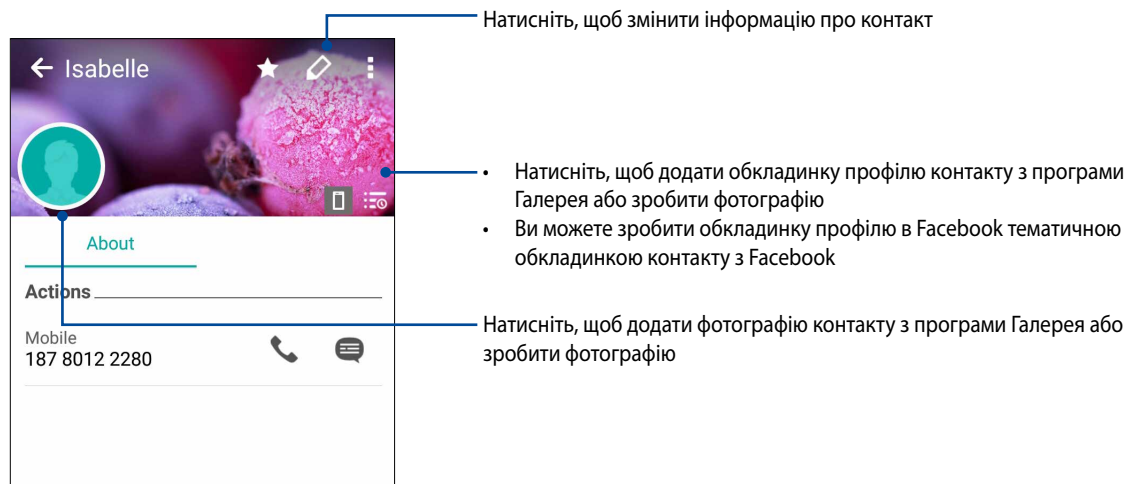 Натисніть, щоб змінити інформацію про контакт
Isabelle
• Натисніть, щоб додати обкладинку профілю контакту з програми
Галерея або зробити фотографію
• Ви можете зробити обкладинку профілю в Facebook тематичною
обкладинкою контакту з Facebook
About
Actions
Натисніть, щоб додати фотографію контакту з програми Галерея або
зробити фотографію
Mobile
187 8012 2280